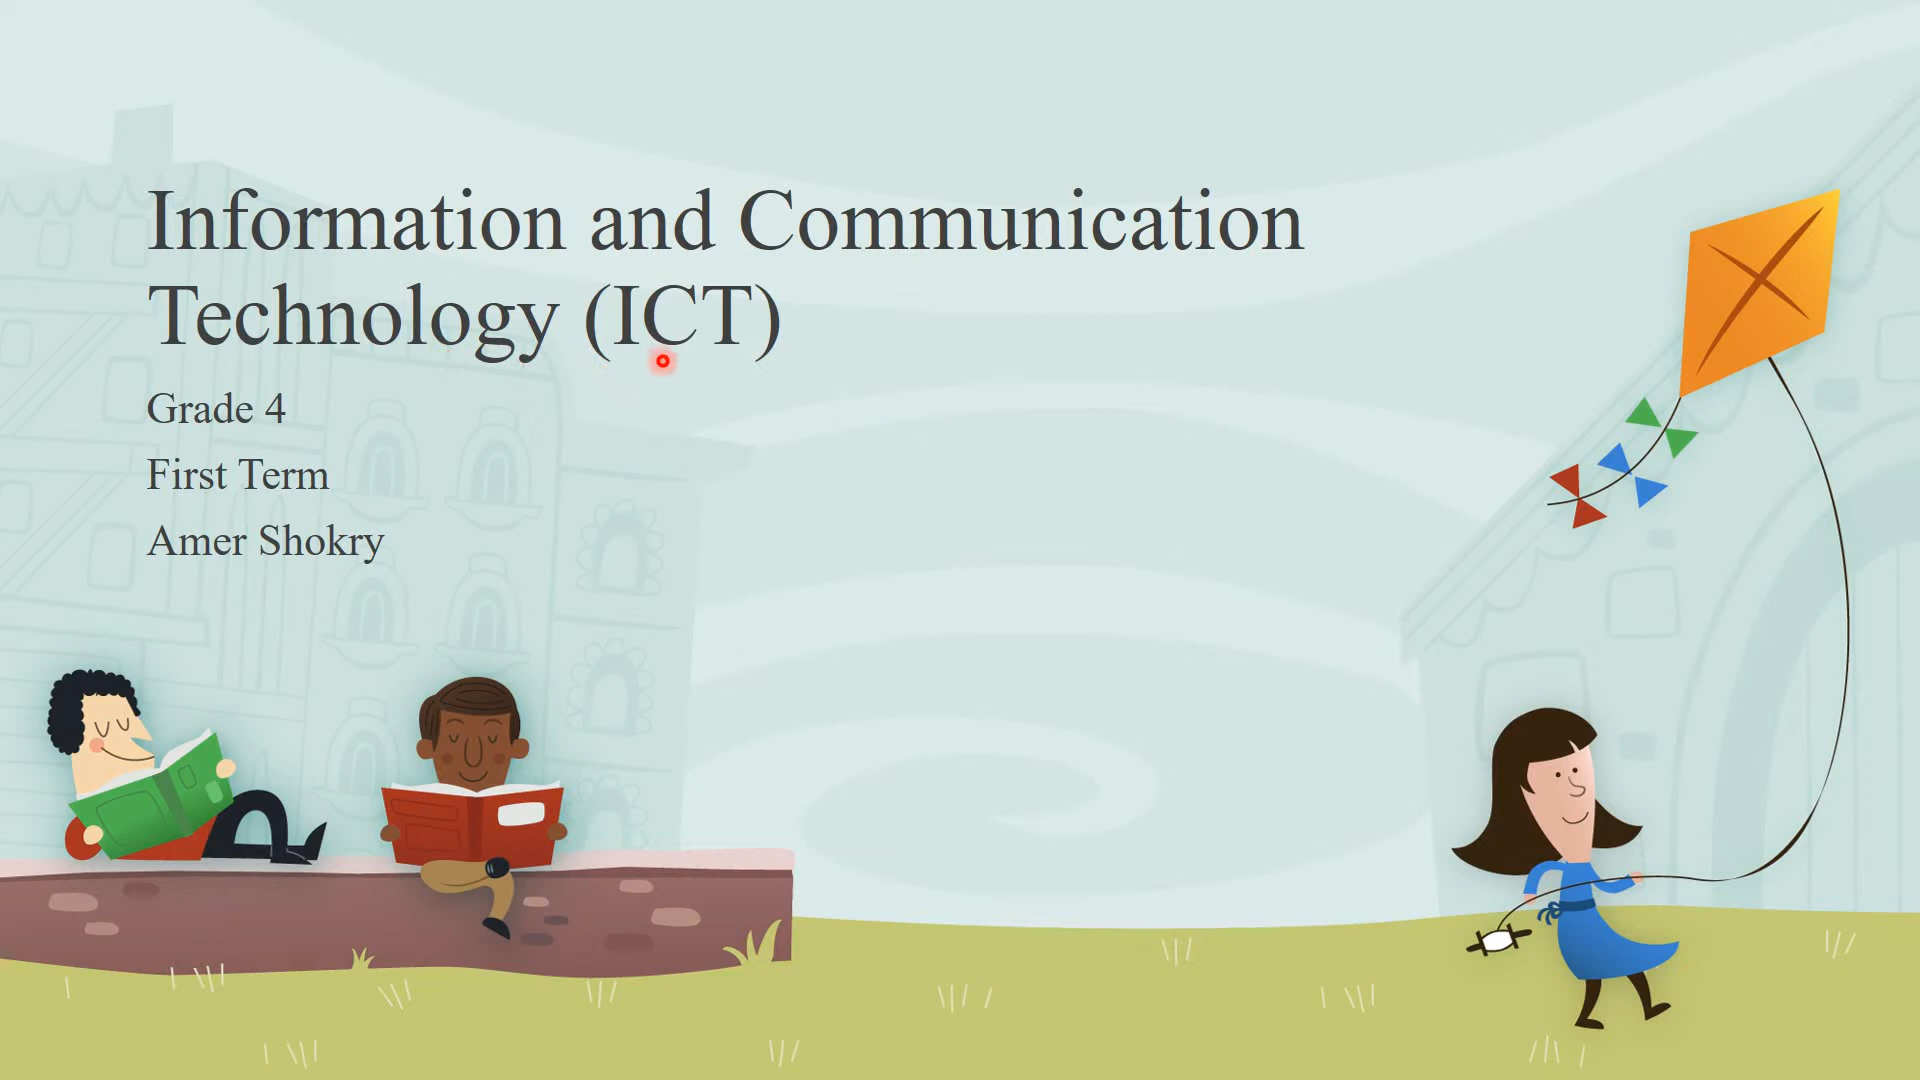 Information and Communication
Technology (ICT)
Grade 4
First Term
Amer Shokry